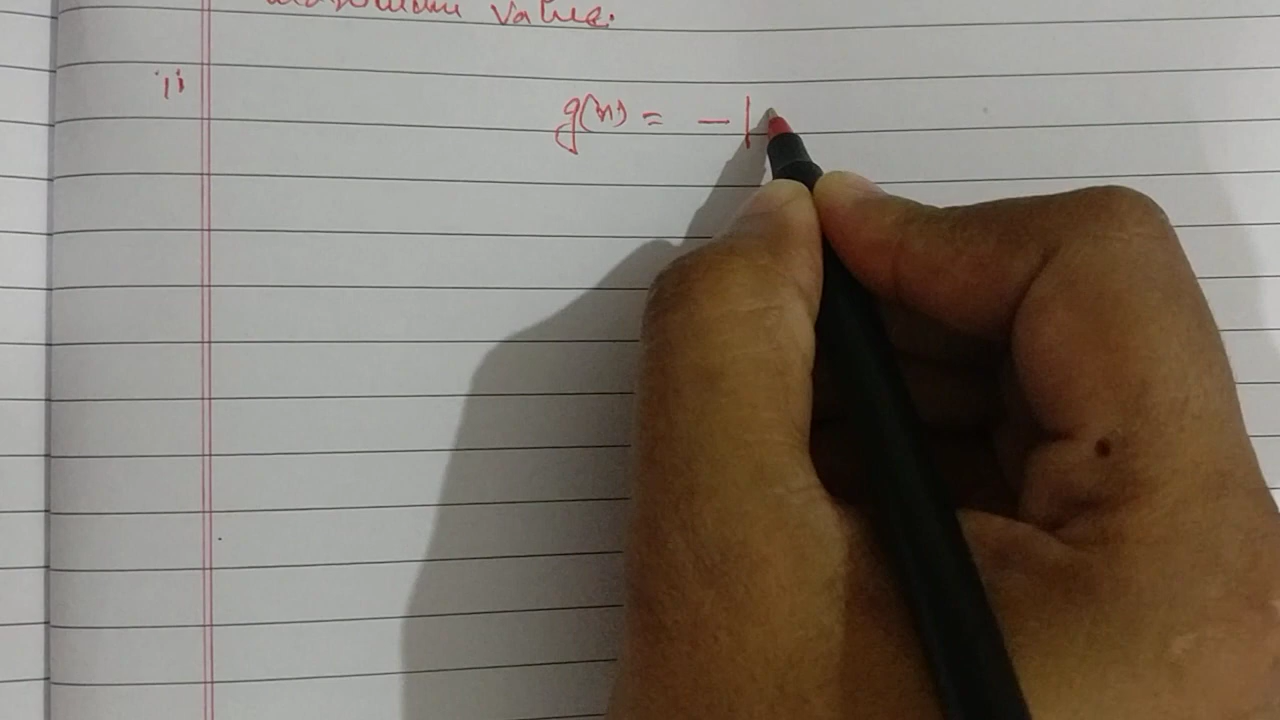 value.
ii
g(x) = - |